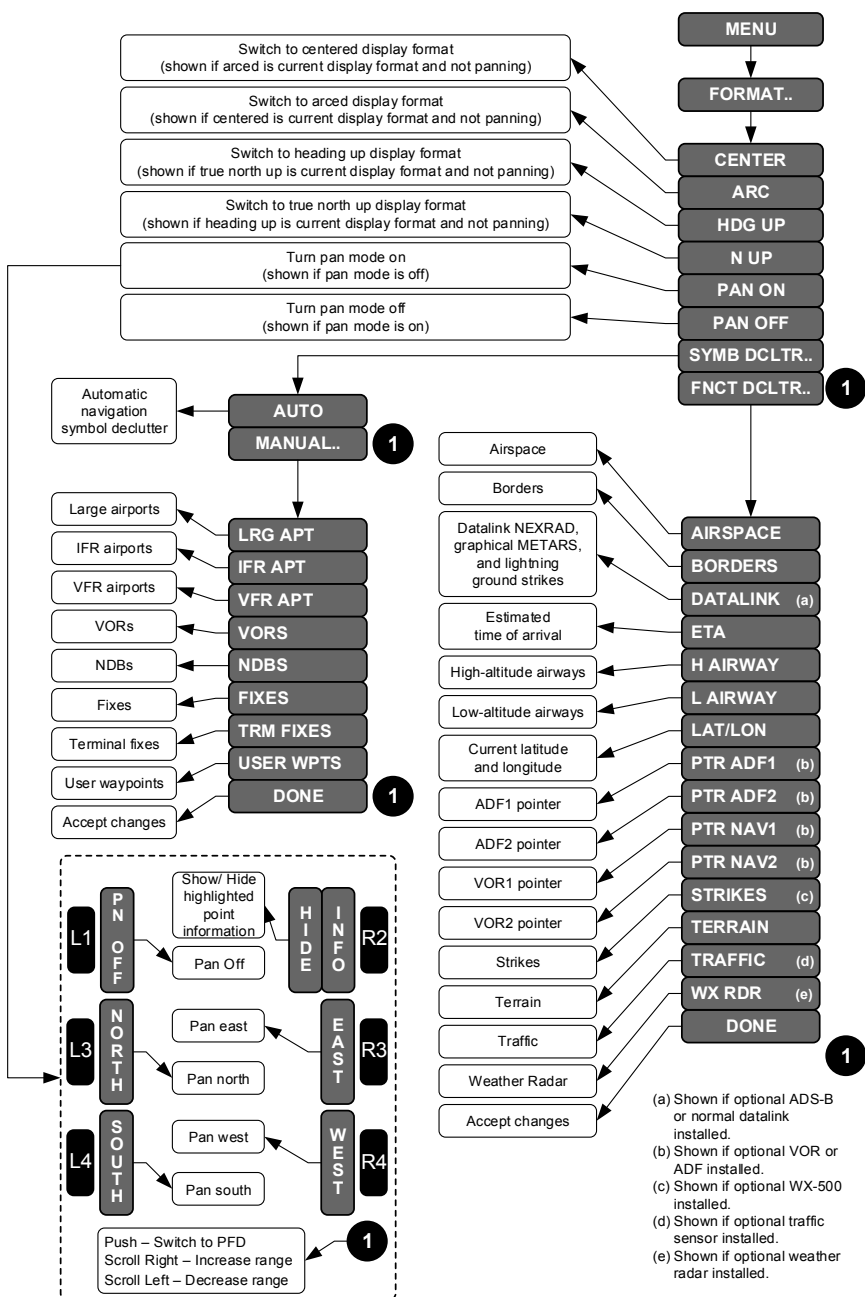 MENU
FORMAT..
Switch to centered display format
(shown if arced is current display format and not panning)
Switch to arced display format
(shown if centered is current display format and not panning)
Switch to heading up display format
(shown if true north up is current display format and not panning)
Switch to true north up display format
(shown if heading up is current display format and not panning)
Turn pan mode on
(shown if pan mode is off)
Turn pan mode off
(shown if pan mode is on)
CENTER
ARC
HDG UP
N UP
PAN ON
PAN OFF
SYMB DCLTR..
FNCT DCLTR..
1
Automatic
navigation
symbol declutter
AUTO
MANUAL..
1
Large airports
IFR airports
VFR airports
VORs
NDBs
Fixes
Terminal fixes
User waypoints
Accept changes
LRG APT
IFR APT
VFR APT
VORS
NDBS
FIXES
TRM FIXES
USER WPTS
DONE
1
Airspace
Borders
Datalink NEXRAD,
graphical METARS,
and lightning
ground strikes
Estimated
time of arrival
High-altitude airways
Low-altitude airways
Current latitude
and longitude
ADF1 pointer
ADF2 pointer
VOR1 pointer
VOR2 pointer
Strikes
Terrain
Traffic
Weather Radar
Accept changes
AIRSPACE
BORDERS
DATALINK (a)
ETA
H AIRWAY
L AIRWAY
LAT/LON
PTR ADF1 (b)
PTR ADF2 (b)
PTR NAV1 (b)
PTR NAV2 (b)
STRIKES (c)
TERRAIN
TRAFFIC (d)
WX RDR (e)
DONE
1
L1
PN OFF
Pan Off
Show/ Hide
highlighted
point
information
HIDE
INFO
R2
L3
NORTH
Pan north
Pan east
EAST
R3
L4
SOUTH
Pan south
Pan west
WEST
R4
Push – Switch to PFD
Scroll Right – Increase range
Scroll Left – Decrease range
1
(a) Shown if optional ADS-B
or normal datalink
installed.
(b) Shown if optional VOR or
ADF installed.
(c) Shown if optional WX-500
installed.
(d) Shown if optional traffic
sensor installed.
(e) Shown if optional weather
radar installed.